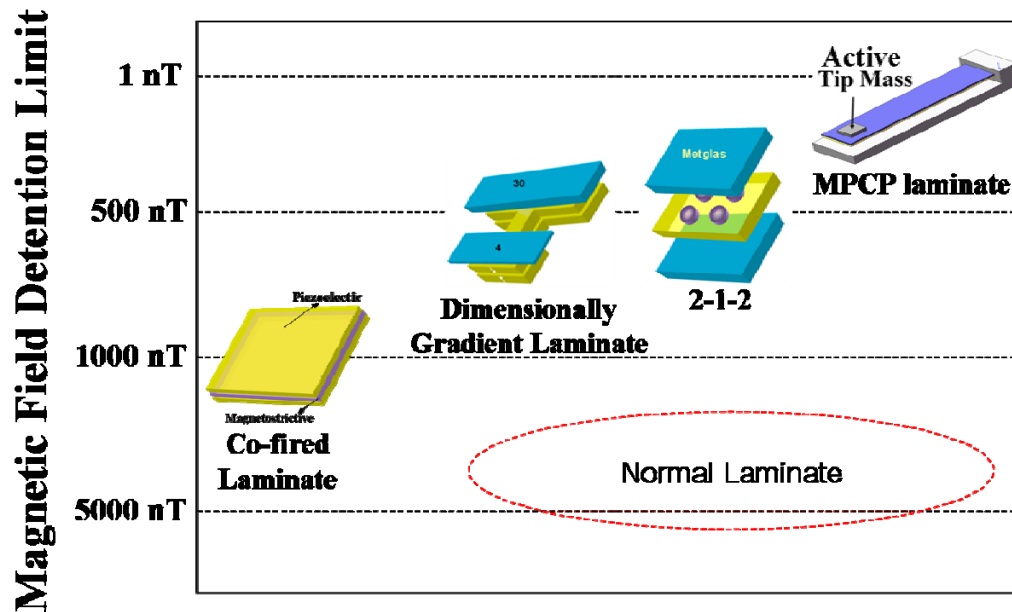 Magnetic Field Detention Limit
1 nT
500 nT
1000 nT
5000 nT
Active
Tip Mass
MPCP laminate
Metglas
2-1-2
30
4
Dimensionally
Gradient Laminate
Piezoelectir
Magnetostrictive
Co-fired
Laminate
Normal Laminate